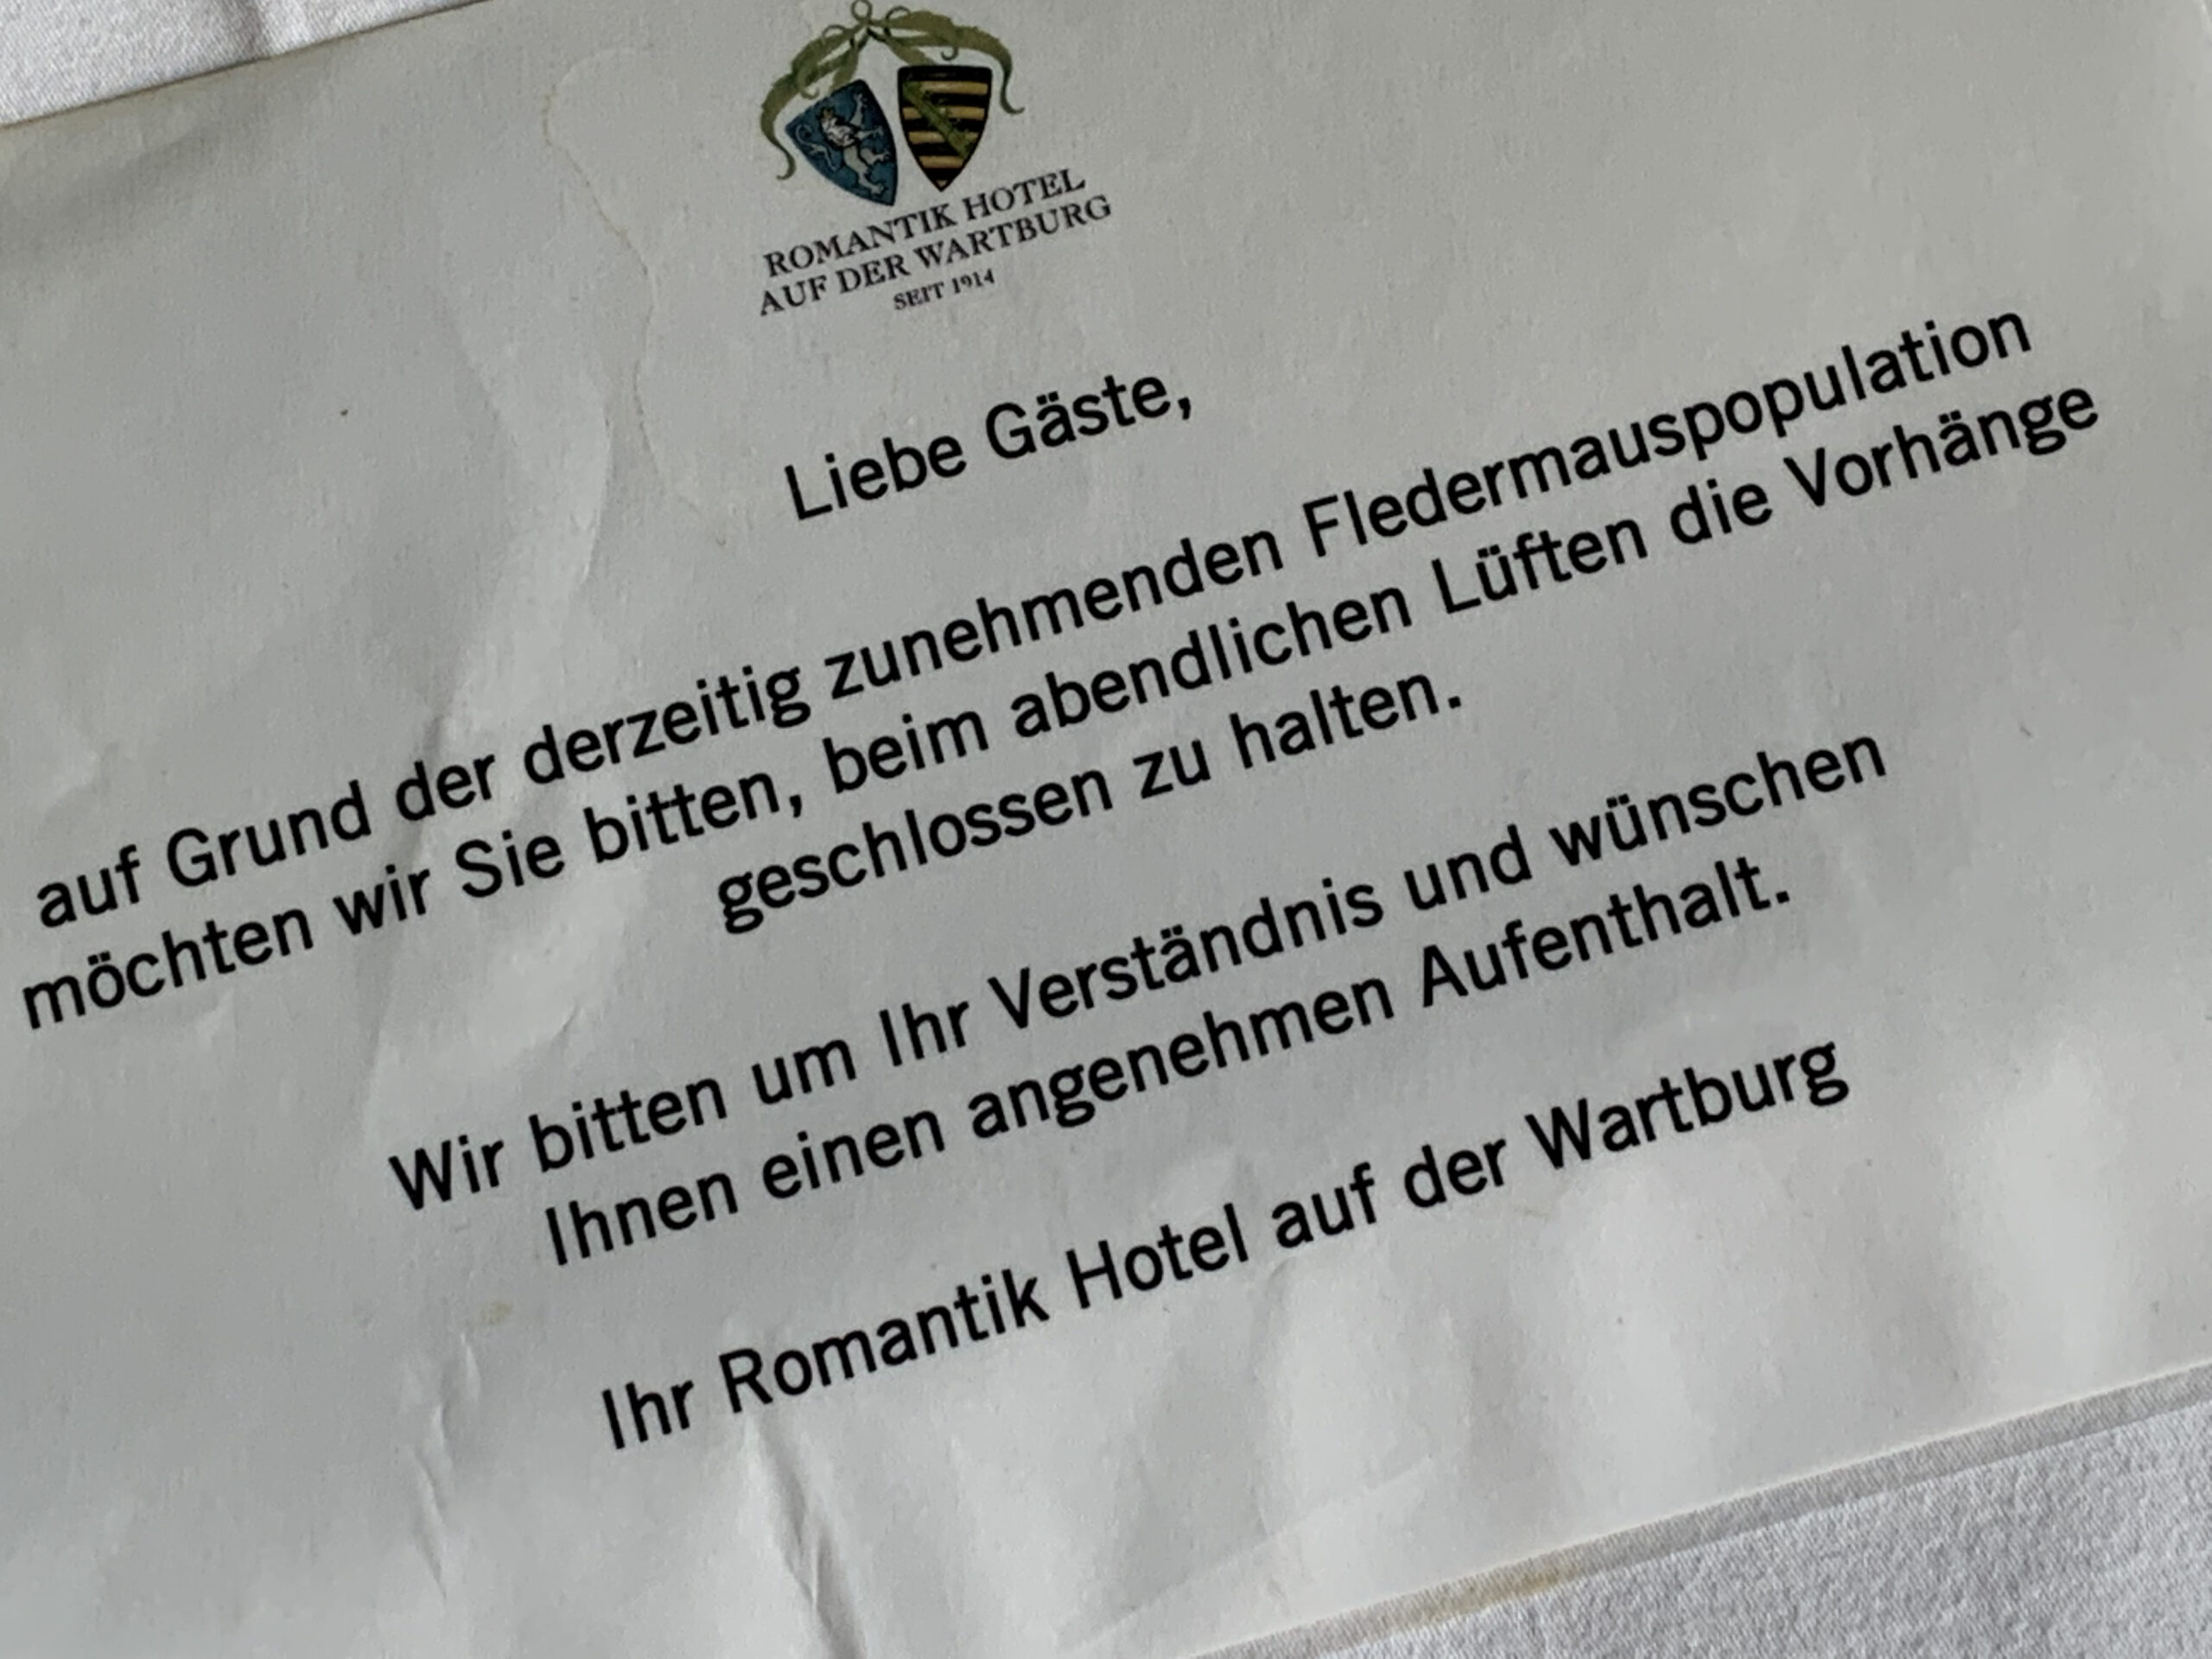 ROMANTIK HOTEL
AUF DER WARTBURG
SEIT 1914
Liebe Gäste,
auf Grund der derzeitig zunehmenden Fledermauspopulation
möchten wir Sie bitten, beim abendlichen Lüften die Vorhänge
geschlossen zu halten.
Wir bitten um Ihr Verständnis und wünschen
Ihnen einen angenehmen Aufenthalt.
Ihr Romantik Hotel auf der Wartburg